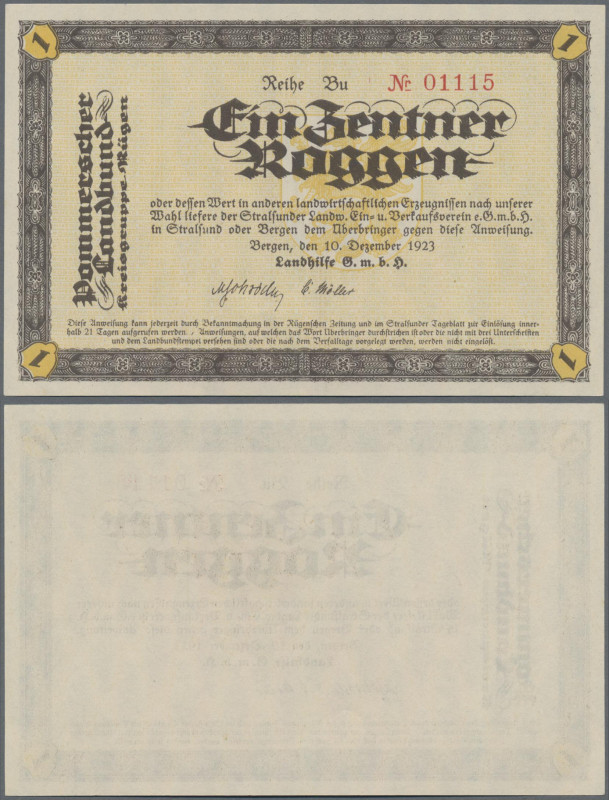 1
1
Reihe Bu № 01115
Ein Zentner
Roggen
Pommerscher
Landbund
Kreisgruppe Rügen
oder dessen Wert in anderen landwirtschaftlichen Erzeugnissen nach unserer
Wahl liefere der Stralsunder Landw. Ein- u. Verkaufsverein e.G.m.b.H.
in Stralsund oder Bergen dem Überbringer gegen diese Anweisung.
Bergen, den 10. Dezember 1923
Landhilfe G. m. b. H.
Diese Anweisung kann jederzeit durch Bekanntmachung in der Rügenschen Zeitung und im Stralsunder Tageblatt zur Einlösung inner-
halb 21 Tagen aufgerufen werden. Anweisungen, auf welchen das Wort Überbringer durchstrichen ist oder die nicht mit drei Unterschriften
und dem Landbundstempel versehen sind oder die nach dem Verfalltage vorgelegt werden, werden nicht eingelöst.
1
1